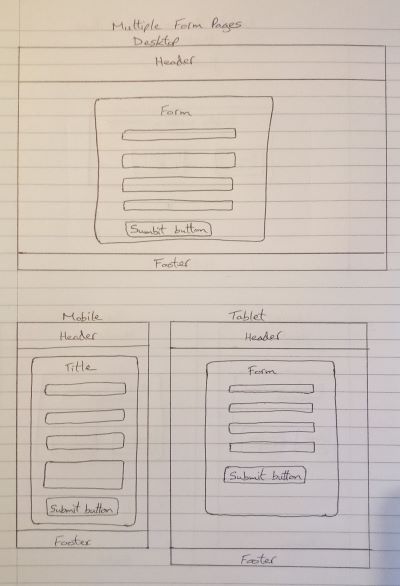 Multiple Form Pages
Desktop
Header
Form
Sumbit button
Footer
Mobile
Header
Title
Submit button
Footer
Tablet
Header
Form
Submit button
Footer